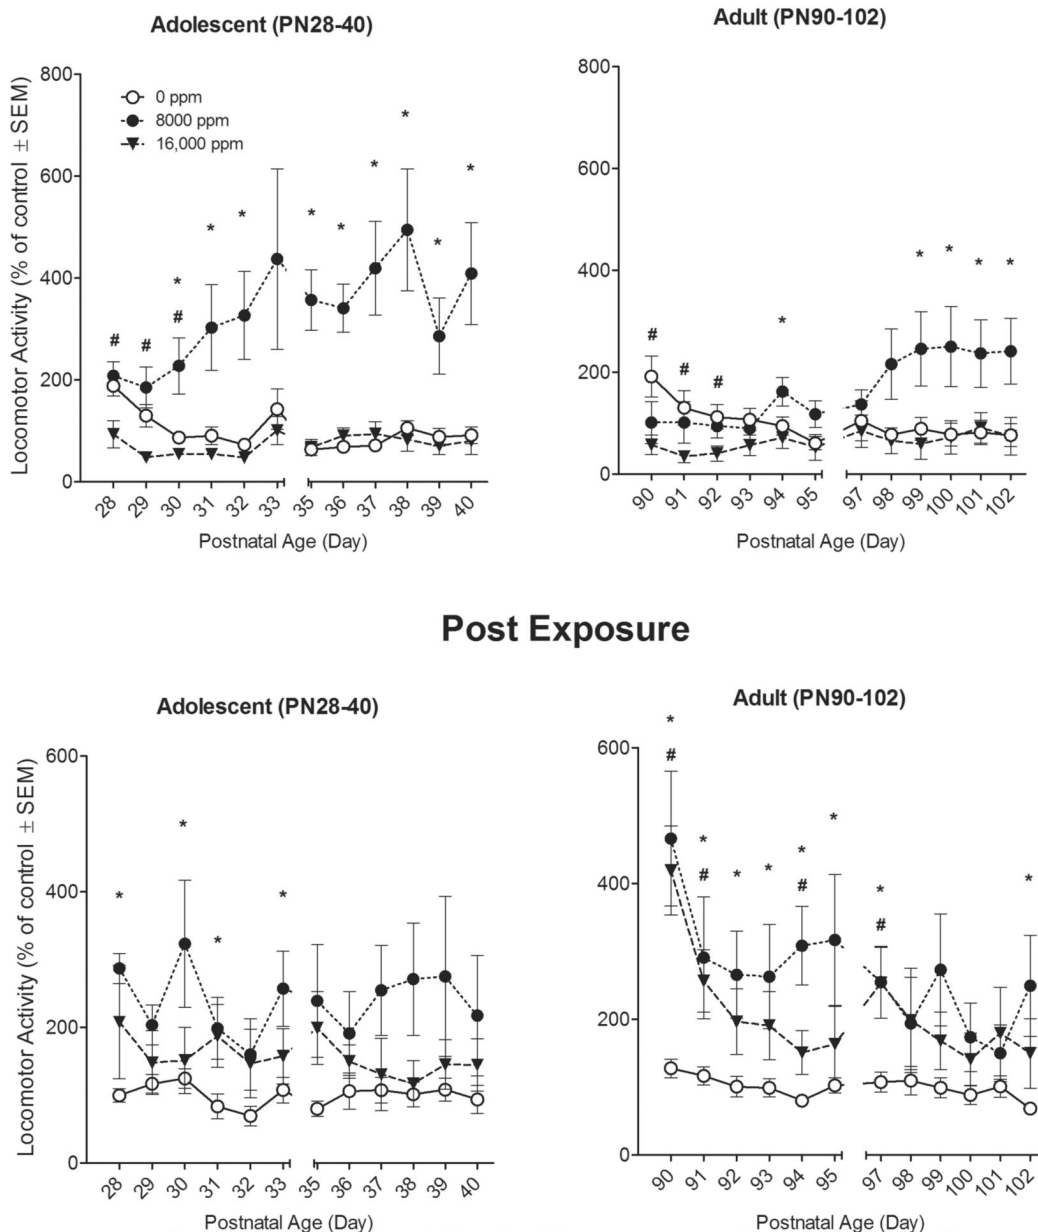 Adolescent (PN28-40)
Adult (PN90-102)
Locomotor Activity (% of control ± SEM)
800
600
400
200
0
0 ppm
8000 ppm
16,000 ppm
* * * * * * * * * *
# # #
28 29 30 31 32 33 35 36 37 38 39 40
Postnatal Age (Day)
800
600
400
200
0
# # #
* * * * *
90 91 92 93 94 95 97 98 99 100 101 102
Postnatal Age (Day)
Post Exposure
Adolescent (PN28-40)
Adult (PN90-102)
Locomotor Activity (% of control ± SEM)
600
400
200
0
* * * *
28 29 30 31 32 33 35 36 37 38 39 40
Postnatal Age (Day)
600
400
200
0
* * * * * * * *
# # # #
90 91 92 93 94 95 97 98 99 100 101 102
Postnatal Age (Day)